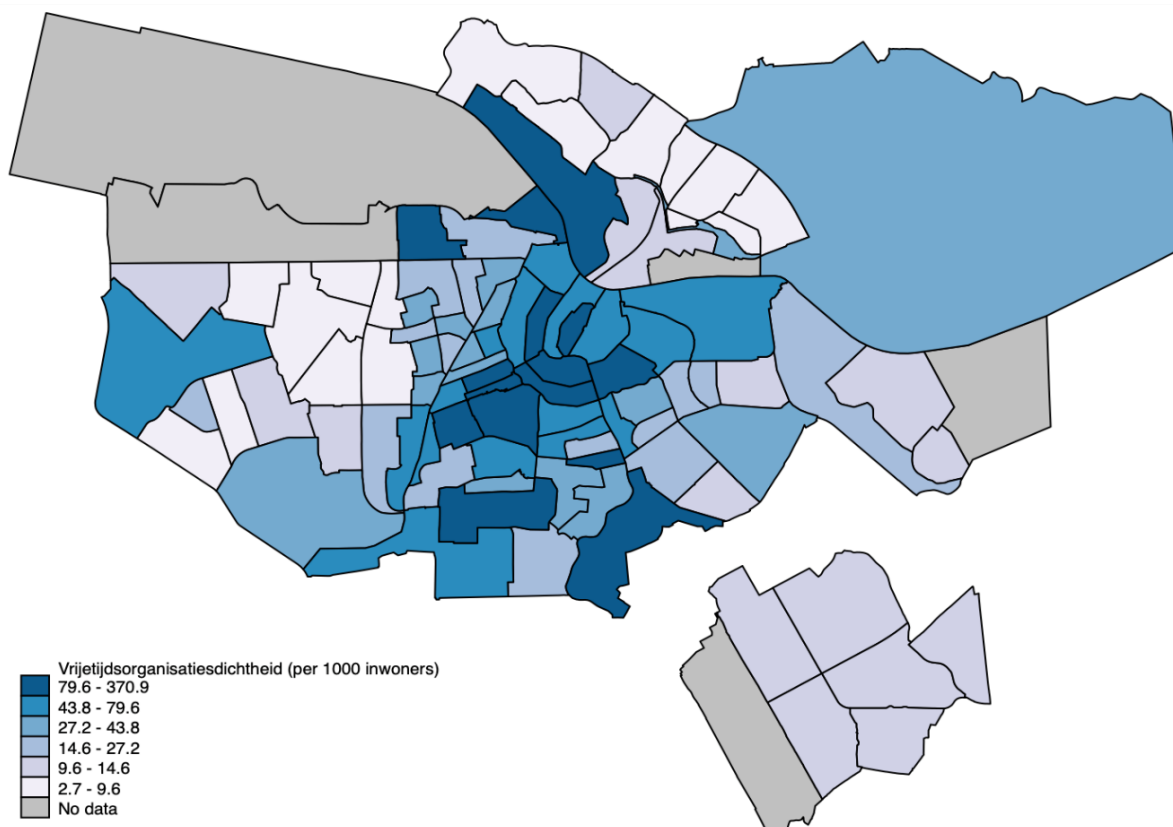 Vrijetijdsorganisatiesdichtheid (per 1000 inwoners)
79.6 - 370.9
43.8 - 79.6
27.2 - 43.8
14.6 - 27.2
9.6 - 14.6
2.7 - 9.6
No data